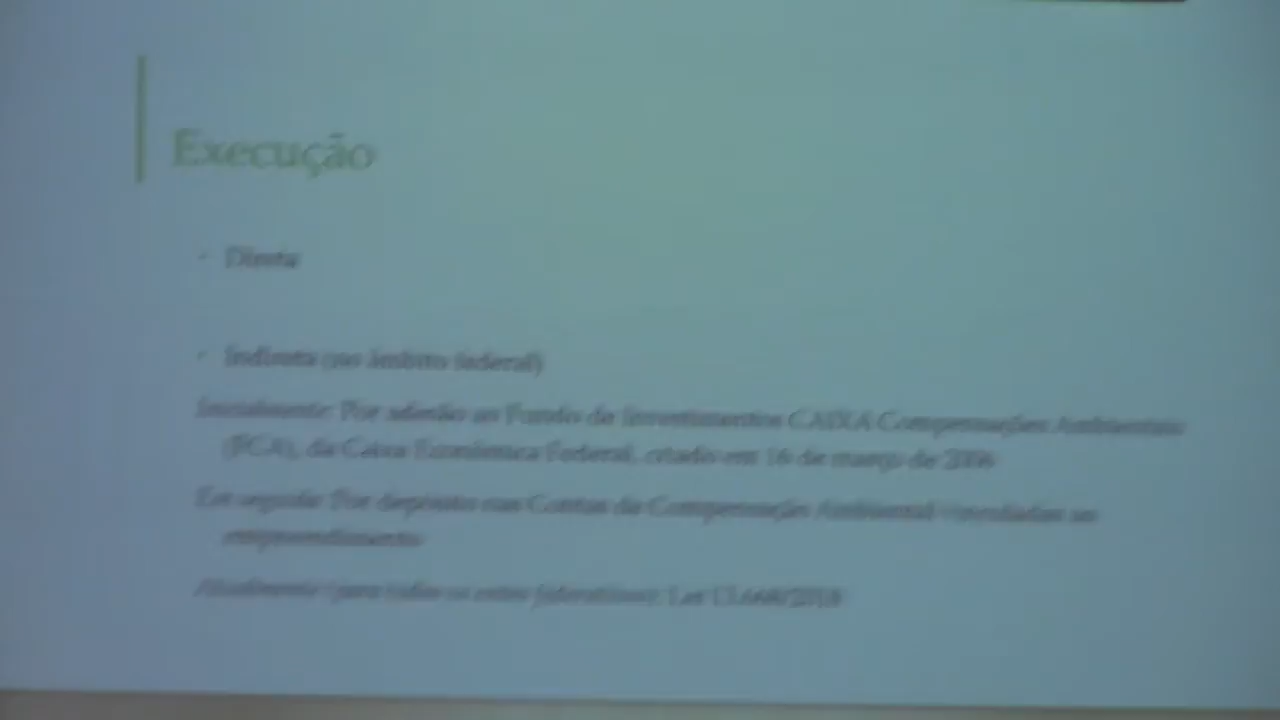 Execução
• Direta
• Indireta (no âmbito federal)
Inicialmente: Por adesão ao Fundo de Investimentos CAIXA Compensações Ambientais
(FICA), da Caixa Econômica Federal, criado em 16 de março de 2006
Em seguida: Por depósito nas Contas de Compensação Ambiental vinculadas ao
empreendimento
Atualmente (para todos os entes federativos): Lei 13.668/2018